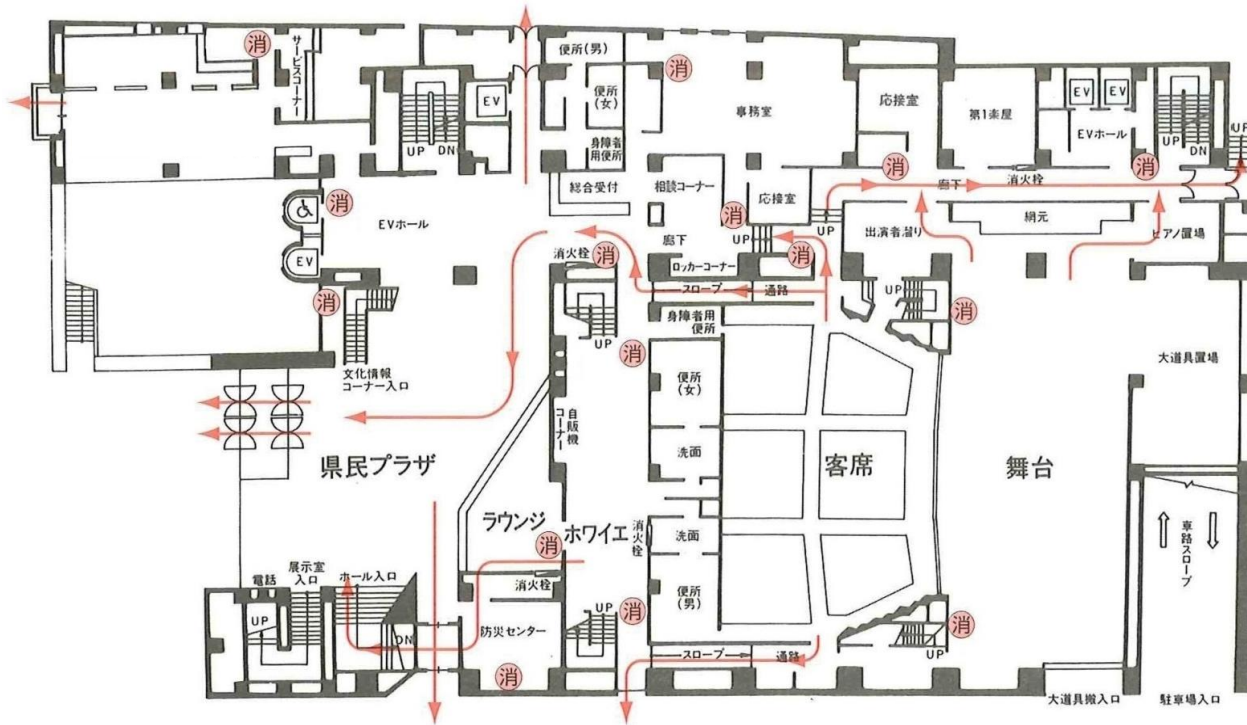 消
サービスコーナー
便所(男)
消
便所
(女)
EV
事務室
応接室
第1楽屋
EV
EV
EVホール
UP
DN
UP
DN
UP
身障者
用便所
総合受付
相談コーナー
応接室
消
廊下
消火栓
消
消
EVホール
EV
消
廊下
消
UP
UP
出演者溜り
網元
ピアノ置場
消火栓
消
ロッカーコーナー
消
スロープ
通路
UP
消
身障者用
便所
UP
消
大道具置場
文化情報
コーナー入口
便所
(女)
自販機
コーナー
洗面
県民プラザ
客席
舞台
ラウンジ
ホワイエ
消火栓
洗面
車路スロープ
消
消火栓
電話
展示室
入口
ホール入口
便所
(男)
UP
DN
防災センター
UP
消
消
UP
スロープ
通路
消
大道具搬入口
駐車場入口